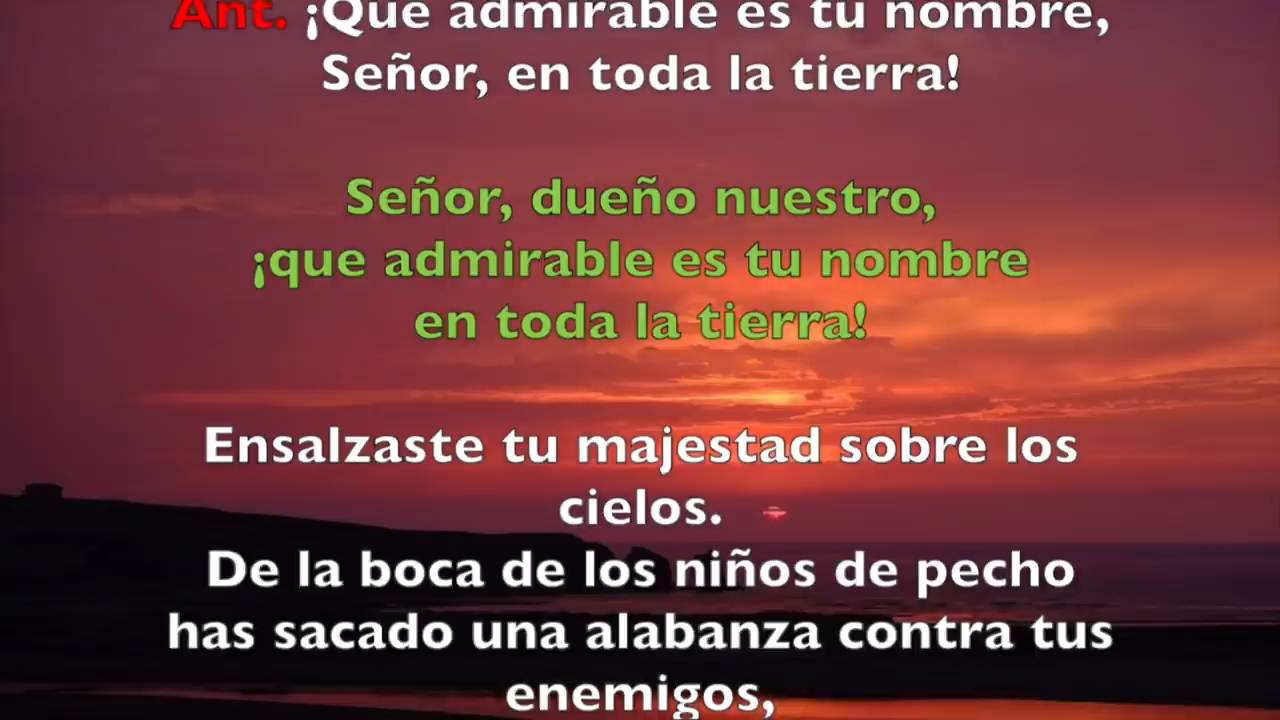 Ant. ¡Que admirable es tu nombre,
Señor, en toda la tierra!
Señor, dueño nuestro,
¡que admirable es tu nombre
en toda la tierra!
Ensalzaste tu majestad sobre los
cielos.
De la boca de los niños de pecho
has sacado una alabanza contra tus
enemigos,